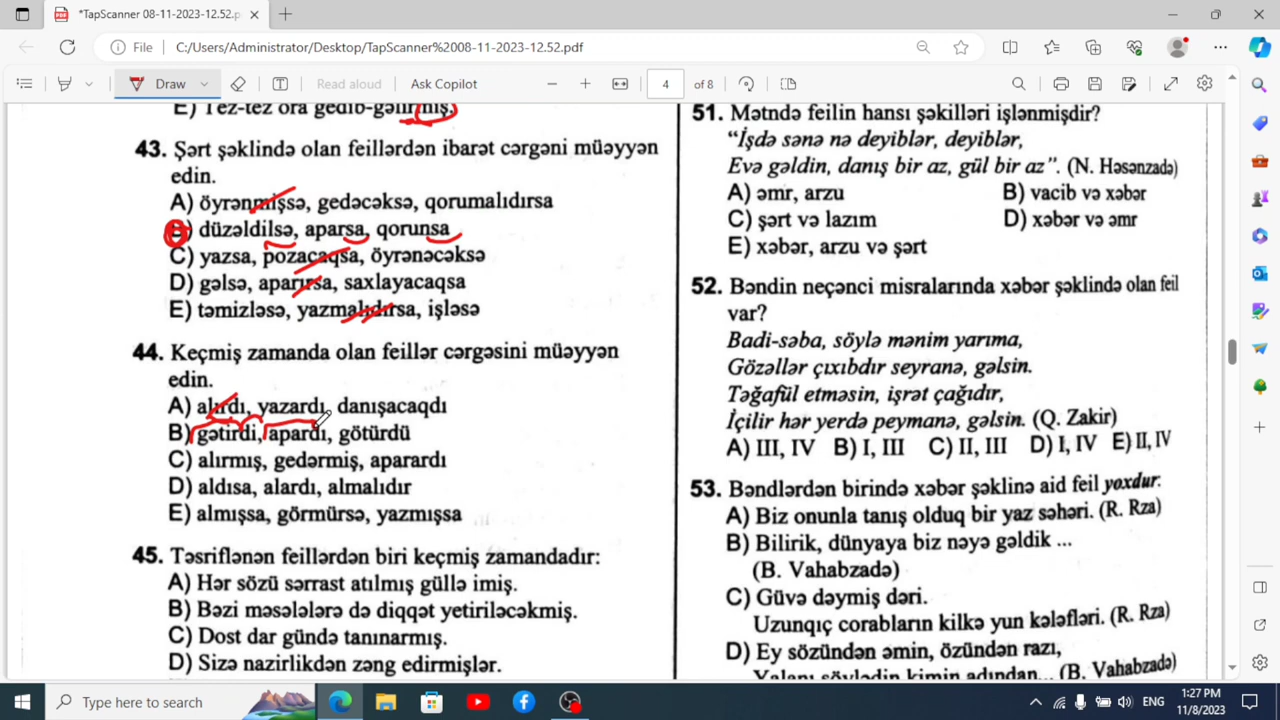 *TapScanner 08-11-2023-12.52.p
File
C:/Users/Administrator/Desktop/TapScanner%2008-11-2023-12.52.pdf
Draw
Read aloud
Ask Copilot
4
of 8
E) Tez-tez ora gedib-gəlirmiş.
43. Şərt şəklində olan feillərdən ibarət cərgəni müəyyən
edin.
A) öyrənmişsə, gedəcəksə, qorumalıdırsa
B) düzəldilsə, aparsa, qorunsa
C) yazsa, pozacaqsa, öyrənəcəksə
D) gəlsə, aparırsa, saxlayacaqsa
E) təmizləsə, yazmalıdırsa, işləsə
44. Keçmiş zamanda olan feillər cərgəsini müəyyən
edin.
A) alırdı, yazardı, danışacaqdı
B) gətirdi, apardı, götürdü
C) alırmış, gedərmiş, aparardı
D) aldısa, alardı, almalıdır
E) almışsa, görmürsə, yazmışsa
45. Təsriflənən feillərdən biri keçmiş zamandadır:
A) Hər sözü sərrast atılmış güllə imiş.
B) Bəzi məsələlərə də diqqət yetiriləcəkmiş.
C) Dost dar gündə tanınarmış.
D) Sizə nazirlikdən zəng edirmişlər.
51. Mətndə feilin hansı şəkilləri işlənmişdir?
“İşdə sənə nə deyiblər, deyiblər,
Evə gəldin, danış bir az, gül bir az”. (N. Həsənzadə)
A) əmr, arzu
B) vacib və xəbər
C) şərt və lazım
D) xəbər və əmr
E) xəbər, arzu və şərt
52. Bəndin neçənci misralarında xəbər şəklində olan feil
var?
Badi-səba, söylə mənim yarıma,
Gözəllər çıxıbdır seyranə, gəlsin.
Təğafül etməsin, işrət çağıdır,
İçilir hər yerdə peymanə, gəlsin. (Q. Zakir)
A) III, IV B) I, III C) II, III D) I, IV E) II, IV
53. Bəndlərdən birində xəbər şəklinə aid feil yoxdur:
A) Biz onunla tanış olduq bir yaz səhəri. (R. Rza)
B) Bilirik, dünyaya biz nəyə gəldik ...
(B. Vahabzadə)
C) Güvə dəymiş dəri.
Uzunqıç corabların kilkə yun kələfləri. (R. Rza)
D) Ey sözündən əmin, özündən razı,
Yalanı söylədin kimin adından... (B. Vahabzadə)
Type here to search
ENG
1:27 PM
11/8/2023